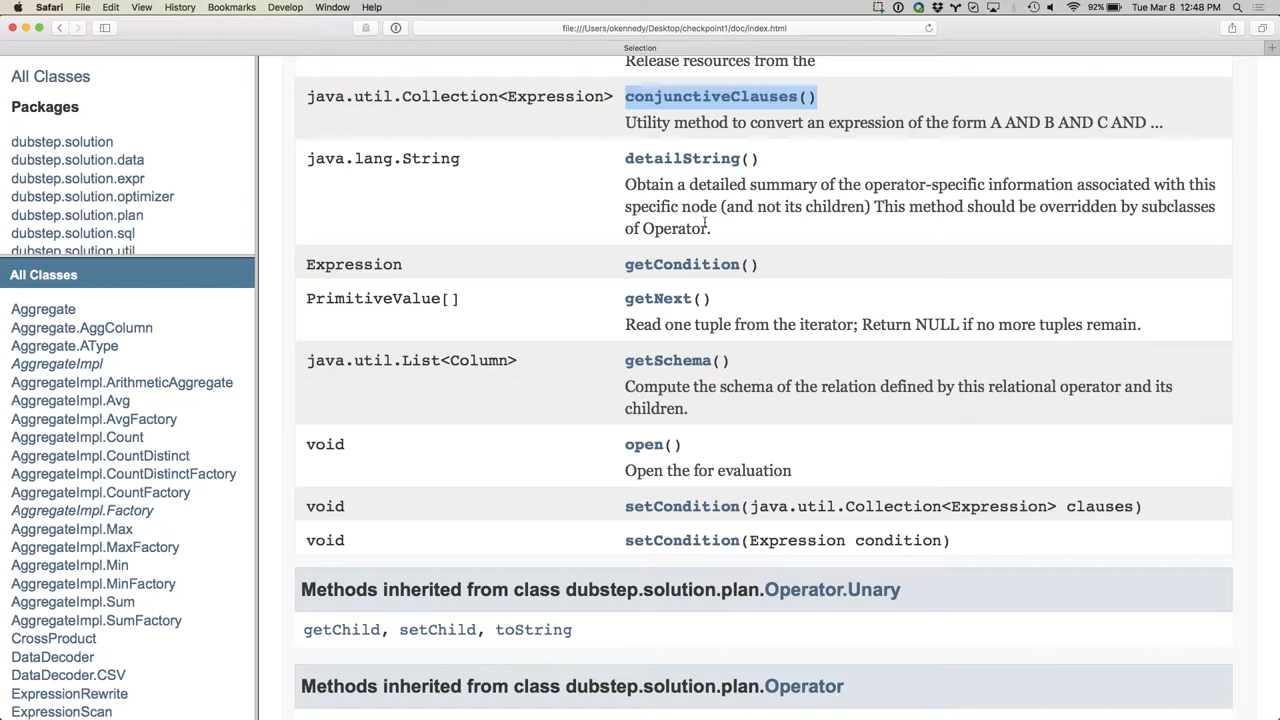 Safari File Edit View History Bookmarks Develop Window Help 92% Tue Mar 8 12:48 PM
file:///Users/okennedy/Desktop/checkpoint1/doc/index.html
Selection
All Classes
Packages
dubstep.solution
dubstep.solution.data
dubstep.solution.expr
dubstep.solution.optimizer
dubstep.solution.plan
dubstep.solution.sql
dubstep.solution.util
All Classes
Aggregate
Aggregate.AggColumn
Aggregate.AType
AggregateImpl
AggregateImpl.ArithmeticAggregate
AggregateImpl.Avg
AggregateImpl.AvgFactory
AggregateImpl.Count
AggregateImpl.CountDistinct
AggregateImpl.CountDistinctFactory
AggregateImpl.CountFactory
AggregateImpl.Factory
AggregateImpl.Max
AggregateImpl.MaxFactory
AggregateImpl.Min
AggregateImpl.MinFactory
AggregateImpl.Sum
AggregateImpl.SumFactory
CrossProduct
DataDecoder
DataDecoder.CSV
ExpressionRewrite
ExpressionScan
Release resources from the
java.util.Collection<Expression> conjunctiveClauses()
Utility method to convert an expression of the form A AND B AND C AND ...
java.lang.String detailString()
Obtain a detailed summary of the operator-specific information associated with this
specific node (and not its children) This method should be overridden by subclasses
of Operator.
Expression getCondition()
PrimitiveValue[] getNext()
Read one tuple from the iterator; Return NULL if no more tuples remain.
java.util.List<Column> getSchema()
Compute the schema of the relation defined by this relational operator and its
children.
void open()
Open the for evaluation
void setCondition(java.util.Collection<Expression> clauses)
void setCondition(Expression condition)
Methods inherited from class dubstep.solution.plan.Operator.Unary
getChild, setChild, toString
Methods inherited from class dubstep.solution.plan.Operator